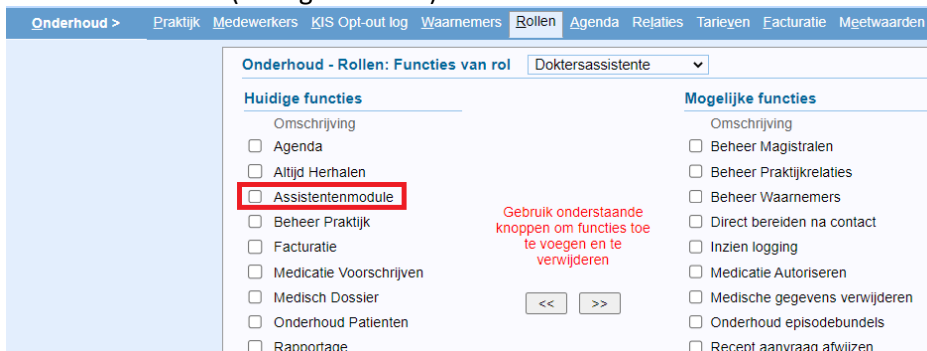 Onderhoud > Praktijk Medewerkers KIS Opt-out log Waarnemers Rollen Agenda Relaties Tarieven Facturatie Meetwaarden
Onderhoud - Rollen: Functies van rol Doktersassistente
Huidige functies
Omschrijving
Agenda
Altijd Herhalen
Assistentenmodule
Beheer Praktijk
Facturatie
Medicatie Voorschrijven
Medisch Dossier
Onderhoud Patienten
Rapportage
Gebruik onderstaande
knoppen om functies toe
te voegen en te
verwijderen
<< >>
Mogelijke functies
Omschrijving
Beheer Magistralen
Beheer Praktijkrelaties
Beheer Waarnemers
Direct bereiden na contact
Inzien logging
Medicatie Autoriseren
Medische gegevens verwijderen
Onderhoud episodebundels
Recept aanvraag afwijzen